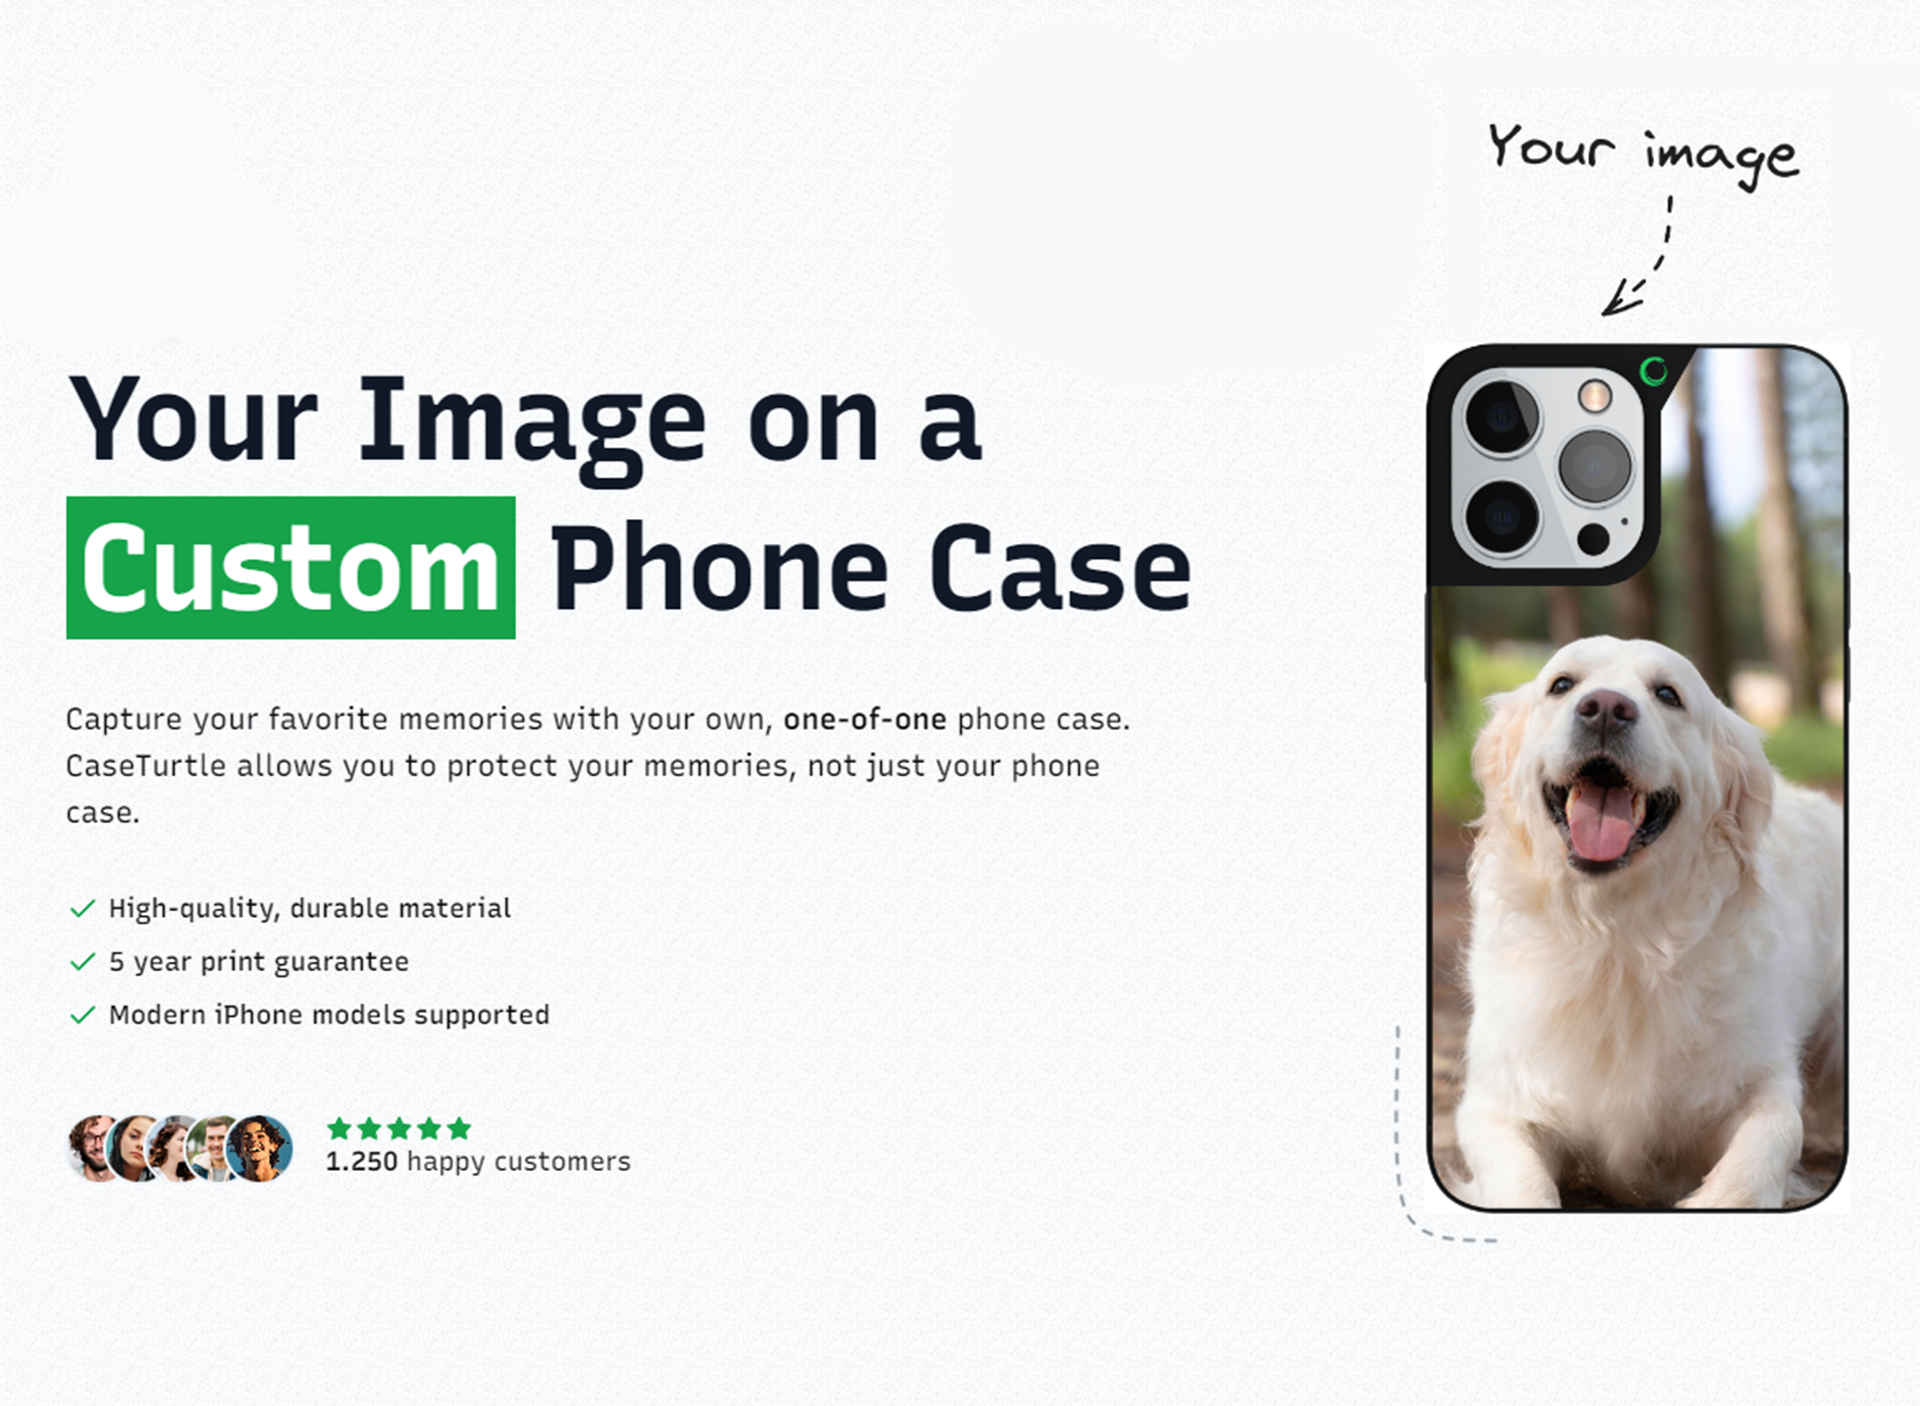 Your image
Your Image on a
Custom Phone Case
Capture your favorite memories with your own, one-of-one phone case.
CaseTurtle allows you to protect your memories, not just your phone
case.
High-quality, durable material
5 year print guarantee
Modern iPhone models supported
1.250 happy customers